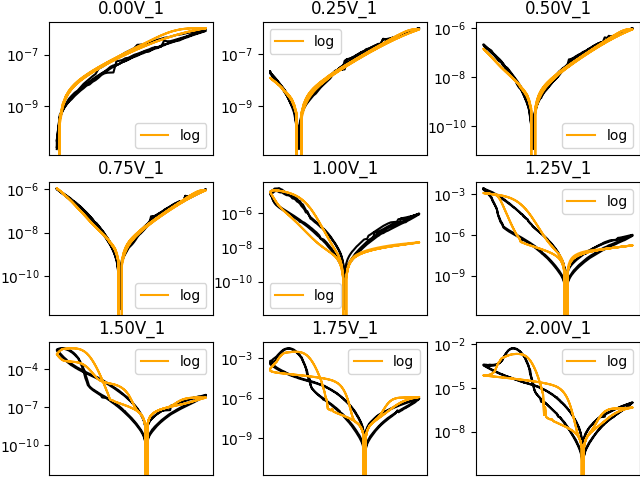 0.00V_1 0.25V_1 0.50V_1
10⁻⁷ 10⁻⁹ log
10⁻⁷ 10⁻⁹ log
10⁻⁶ 10⁻⁸ 10⁻¹⁰ log
0.75V_1 1.00V_1 1.25V_1
10⁻⁶ 10⁻⁸ 10⁻¹⁰ log
10⁻⁶ 10⁻⁸ 10⁻¹⁰ log
10⁻³ 10⁻⁶ 10⁻⁹ log
1.50V_1 1.75V_1 2.00V_1
10⁻⁴ 10⁻⁷ 10⁻¹⁰ log
10⁻³ 10⁻⁶ 10⁻⁹ log
10⁻² 10⁻⁵ 10⁻⁸ log